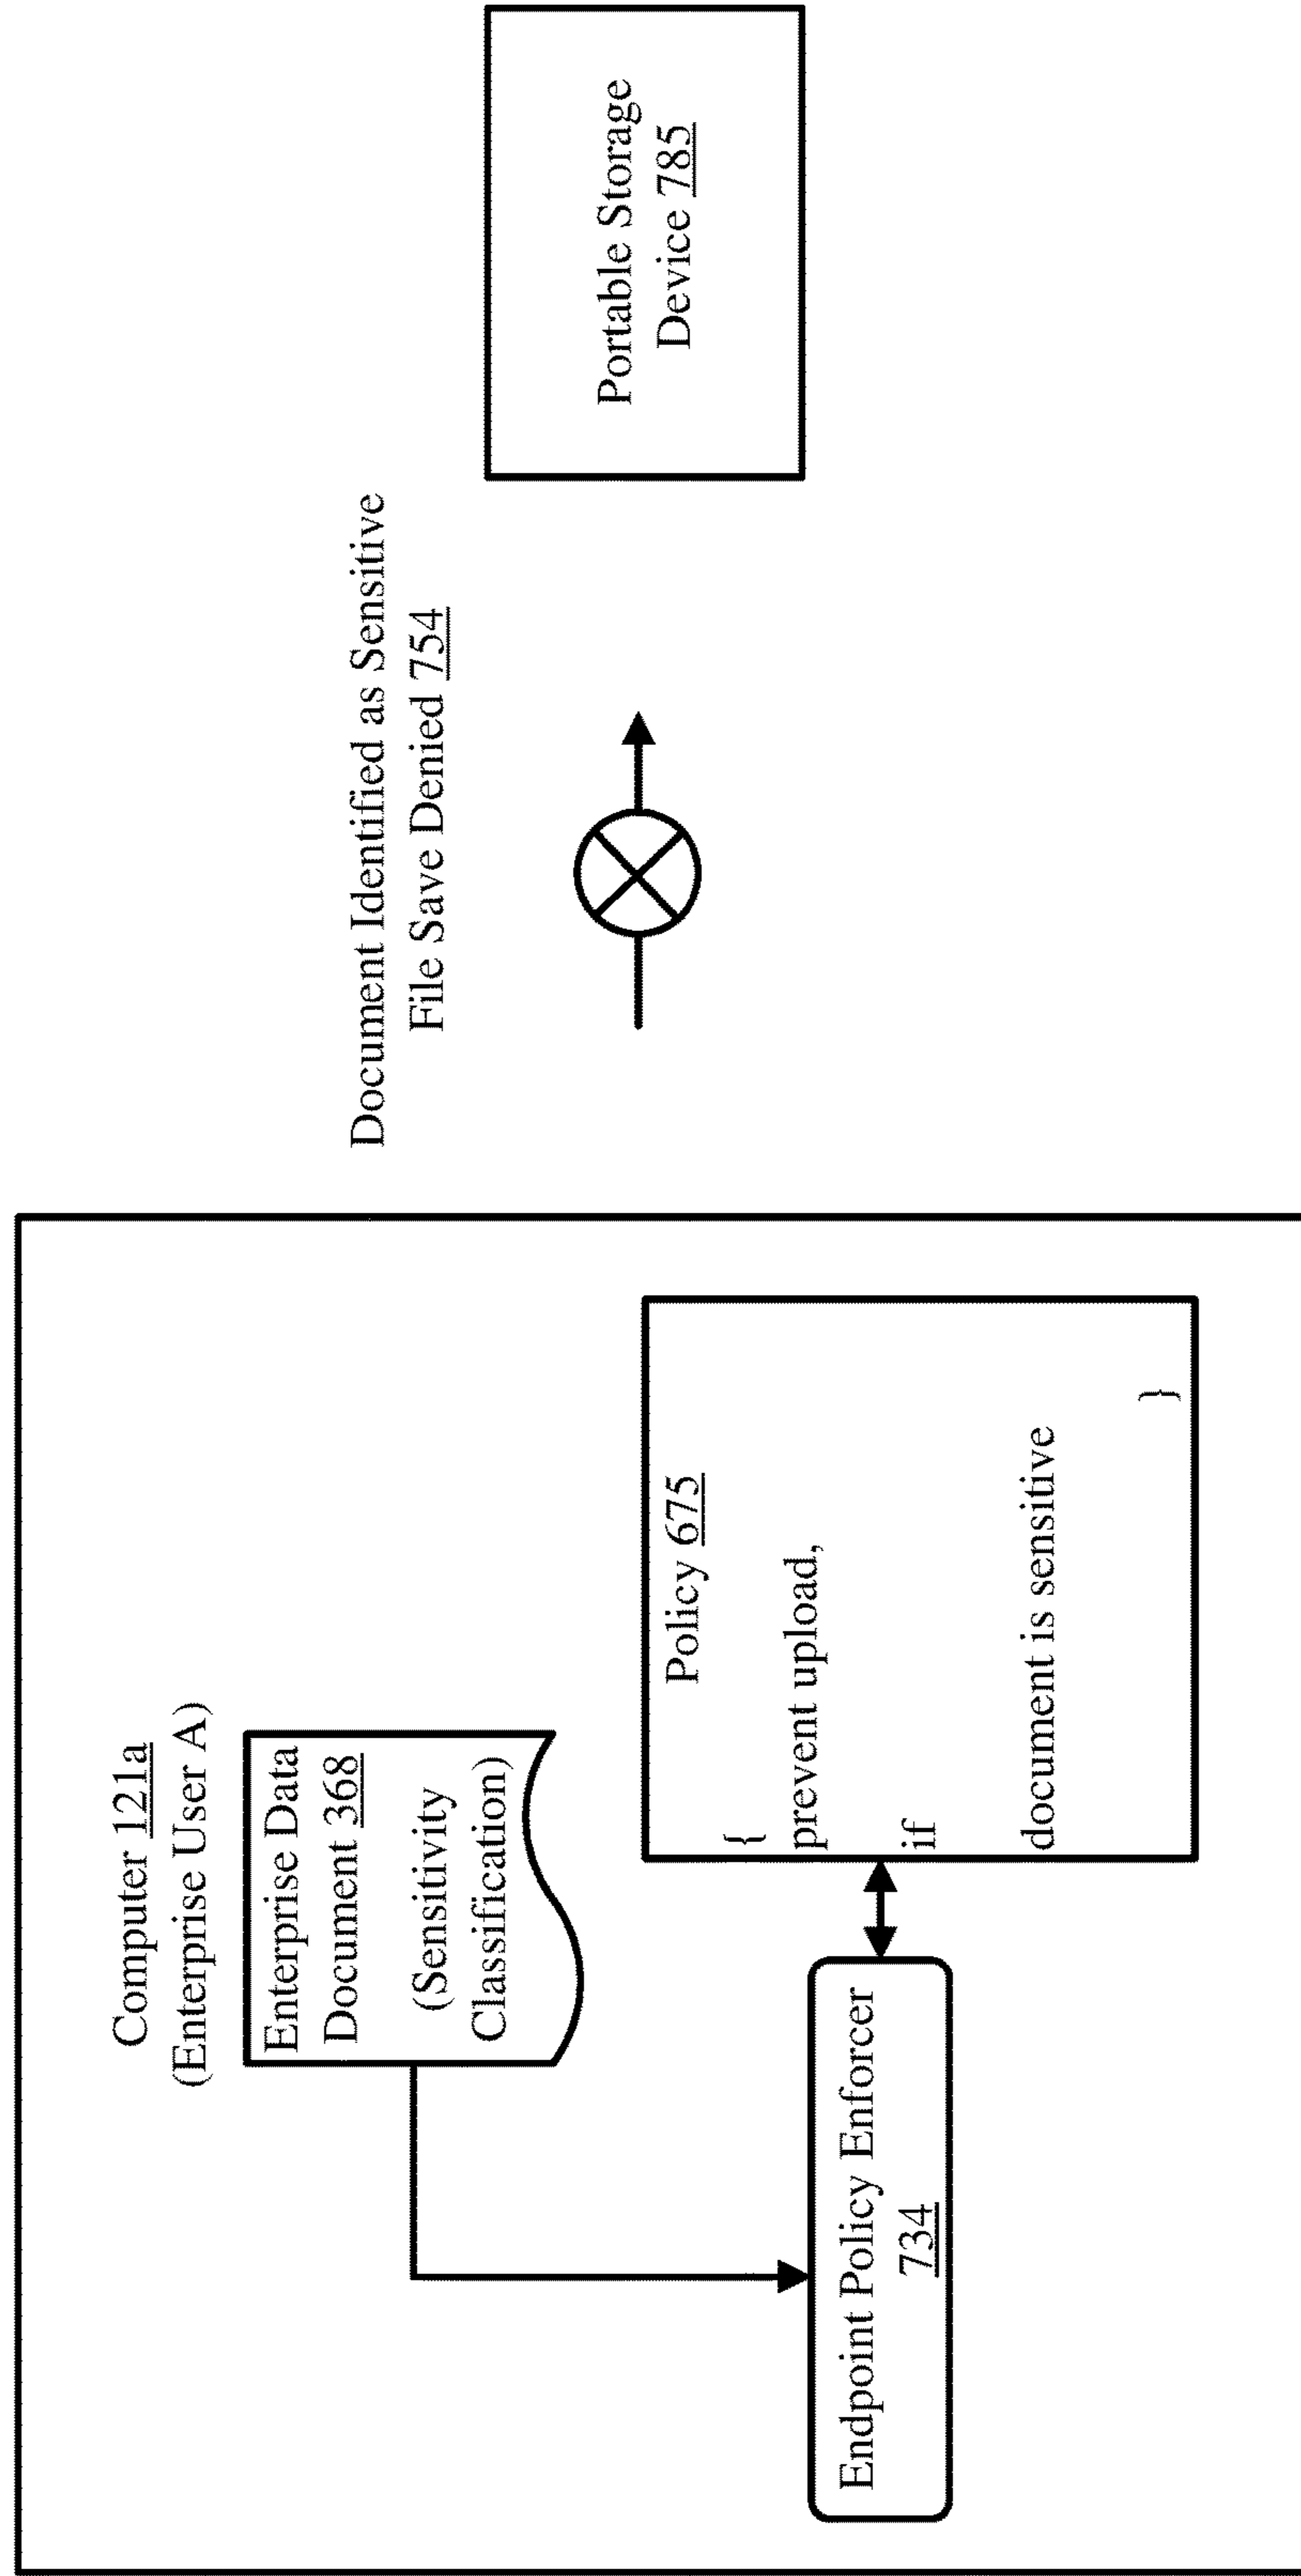 Computer 121a
(Enterprise User A)
Enterprise Data
Document 368
(Sensitivity
Classification)
Endpoint Policy Enforcer
734
Policy 675
{
prevent upload,
if
document is sensitive
}
Document Identified as Sensitive
File Save Denied 754
Portable Storage
Device 785